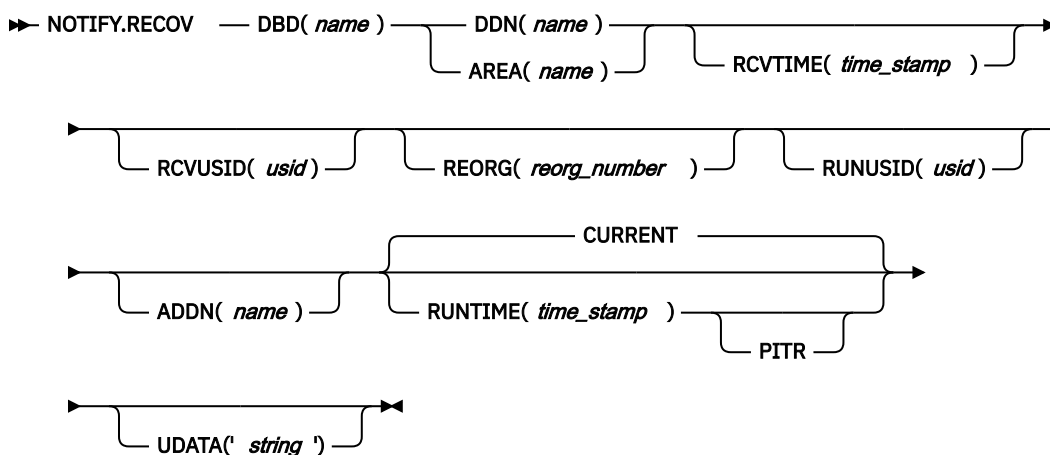 NOTIFY.RECOV DBD( name ) DDN( name )
AREA( name ) RCVTIME( time_stamp )
RCVUSID( usid ) REORG( reorg_number ) RUNUSID( usid )
CURRENT
ADDN( name ) RUNTIME( time_stamp )
PITR
UDATA(' string ')